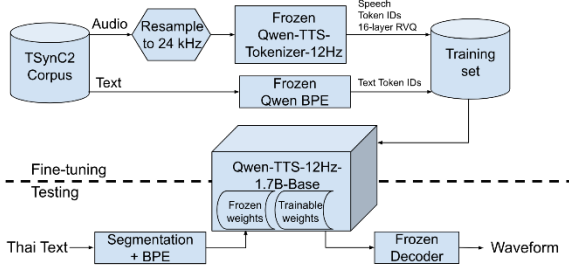 TSynC2
Corpus
Audio
Resample
to 24 kHz
Frozen
Qwen-TTS-
Tokenizer-12Hz
Speech
Token IDs
16-layer RVQ
Training
set
Text
Frozen
Qwen BPE
Text Token IDs
Qwen-TTS-12Hz-
1.7B-Base
Frozen
weights
Trainable
weights
Fine-tuning
Testing
Thai Text
Segmentation
+ BPE
Frozen
Decoder
Waveform